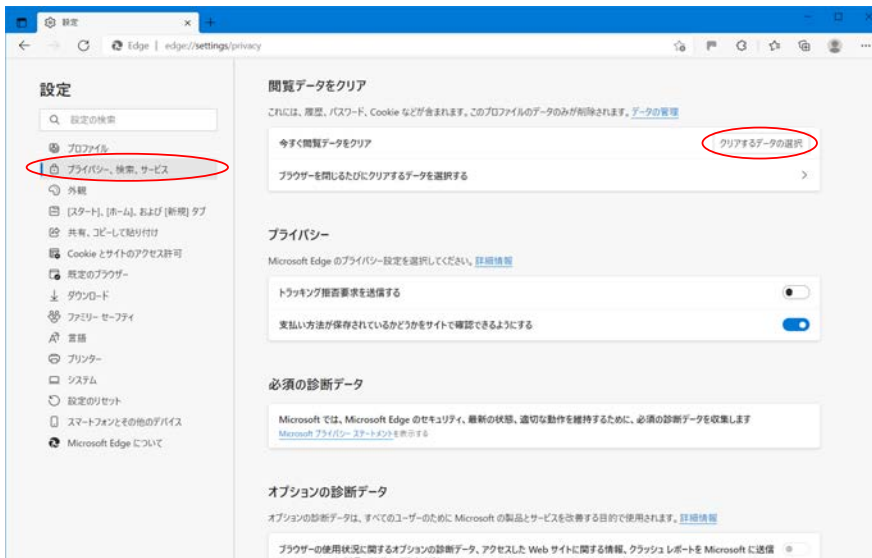 設定
Edge | edge://settings/privacy
設定
設定の検索
プロファイル
プライバシー、検索、サービス
外観
[スタート]、[ホーム]、および [新規] タブ
共有、コピーして貼り付け
Cookie とサイトのアクセス許可
既定のブラウザー
ダウンロード
ファミリー セーフティ
言語
プリンター
システム
設定のリセット
スマートフォンとその他のデバイス
Microsoft Edge について
閲覧データをクリア
これには、履歴、パスワード、Cookie などが含まれます。このプロファイルのデータのみが削除されます。データの管理
今すぐ閲覧データをクリア
クリアするデータの選択
ブラウザーを閉じるたびにクリアするデータを選択する
プライバシー
Microsoft Edge のプライバシー設定を選択してください。詳細情報
トラッキング拒否要求を送信する
支払い方法が保存されているかどうかをサイトで確認できるようにする
必須の診断データ
Microsoft では、Microsoft Edge のセキュリティ、最新の状態、適切な動作を維持するために、必須の診断データを収集します
Microsoft プライバシー ステートメントを表示する
オプションの診断データ
オプションの診断データは、すべてのユーザーのために Microsoft の製品とサービスを改善する目的で使用されます。詳細情報
ブラウザーの使用状況に関するオプションの診断データ、アクセスした Web サイトに関する情報、クラッシュ レポートを Microsoft に送信